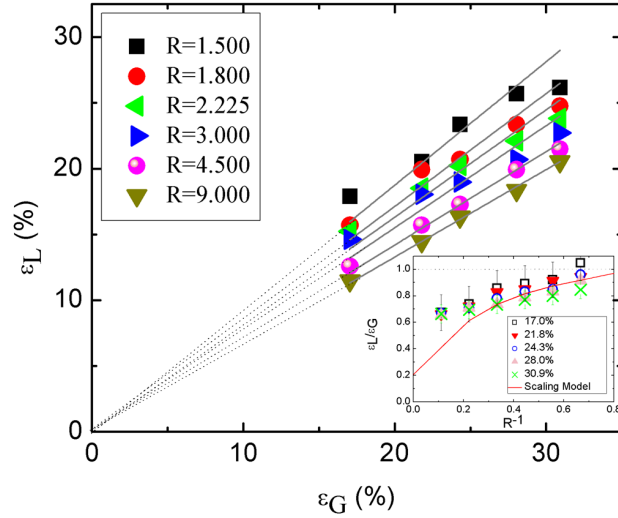 30
20
10
0
0
10
20
30
εL (%)
εG (%)
R=1.500
R=1.800
R=2.225
R=3.000
R=4.500
R=9.000
1.0
0.8
0.6
0.4
0.2
0.0
0.0 0.2 0.4 0.6 0.8
εL/εG
R-1
17.0%
21.8%
24.3%
28.0%
30.9%
Scaling Model